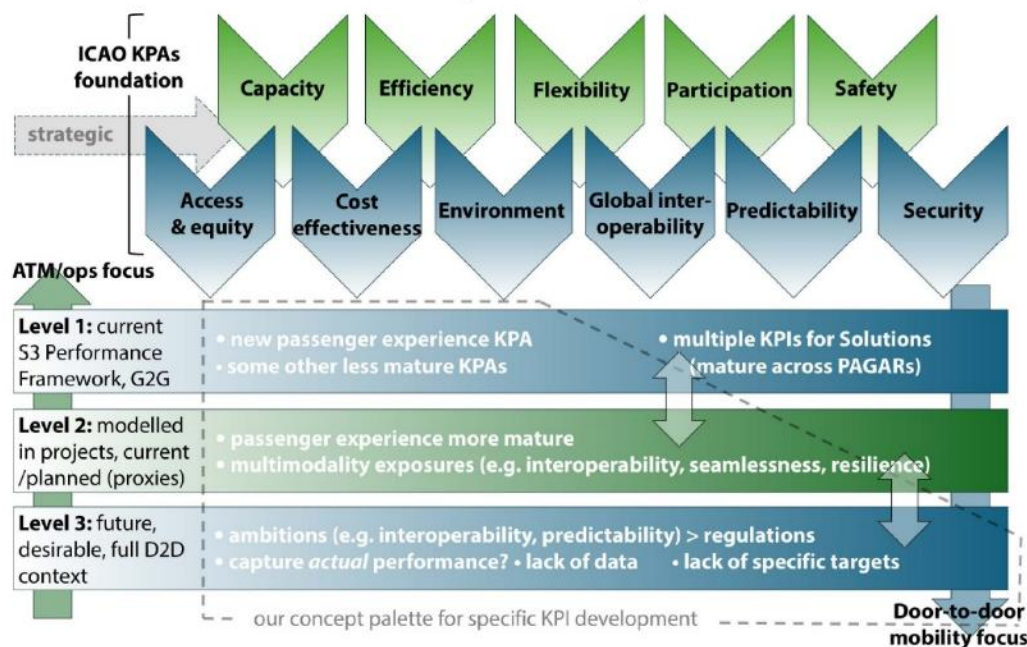 ICAO KPAs
foundation
Capacity
Efficiency
Flexibility
Participation
Safety
strategic
Access
& equity
Cost
effectiveness
Environment
Global inter-
operability
Predictability
Security
ATM/ops focus
Level 1: current
S3 Performance
Framework, G2G
• new passenger experience KPA
• some other less mature KPAs
• multiple KPIs for Solutions
(mature across PAGARs)
Level 2: modelled
in projects, current
/planned (proxies)
• passenger experience more mature
• multimodality exposures (e.g. interoperability, seamlessness, resilience)
Level 3: future,
desirable, full D2D
context
• ambitions (e.g. interoperability, predictability) > regulations
• capture actual performance? • lack of data • lack of specific targets
our concept palette for specific KPI development
Door-to-door
mobility focus